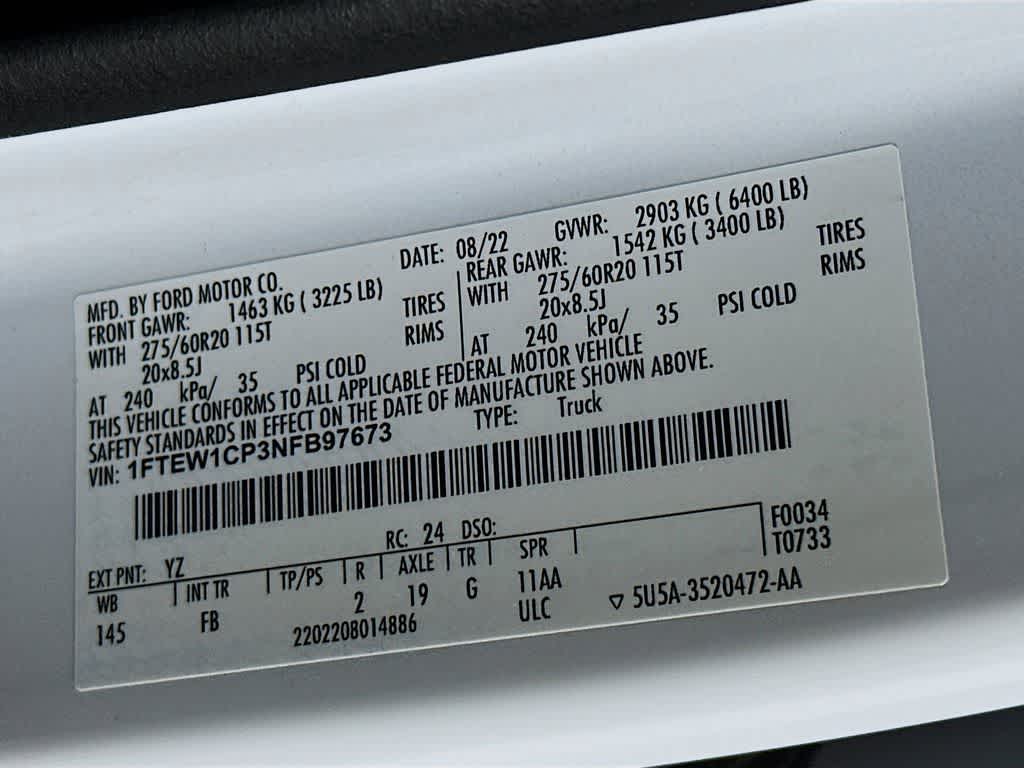 MFD. BY FORD MOTOR CO. DATE: 08/22 GVWR: 2903 KG ( 6400 LB)
FRONT GAWR: 1463 KG ( 3225 LB) REAR GAWR: 1542 KG ( 3400 LB)
WITH 275/60R20 115T TIRES WITH 275/60R20 115T TIRES
20x8.5J RIMS 20x8.5J RIMS
AT 240 kPa/ 35 PSI COLD AT 240 kPa/ 35 PSI COLD
THIS VEHICLE CONFORMS TO ALL APPLICABLE FEDERAL MOTOR VEHICLE
SAFETY STANDARDS IN EFFECT ON THE DATE OF MANUFACTURE SHOWN ABOVE.
VIN: 1FTEW1CP3NFB97673 TYPE: Truck
EXT PNT: YZ RC: 24 DSO: F0034
WB INT TR TP/PS R AXLE TR SPR T0733
145 FB 2 19 G 11AA
2202208014886 ULC ▽ 5U5A-3520472-AA